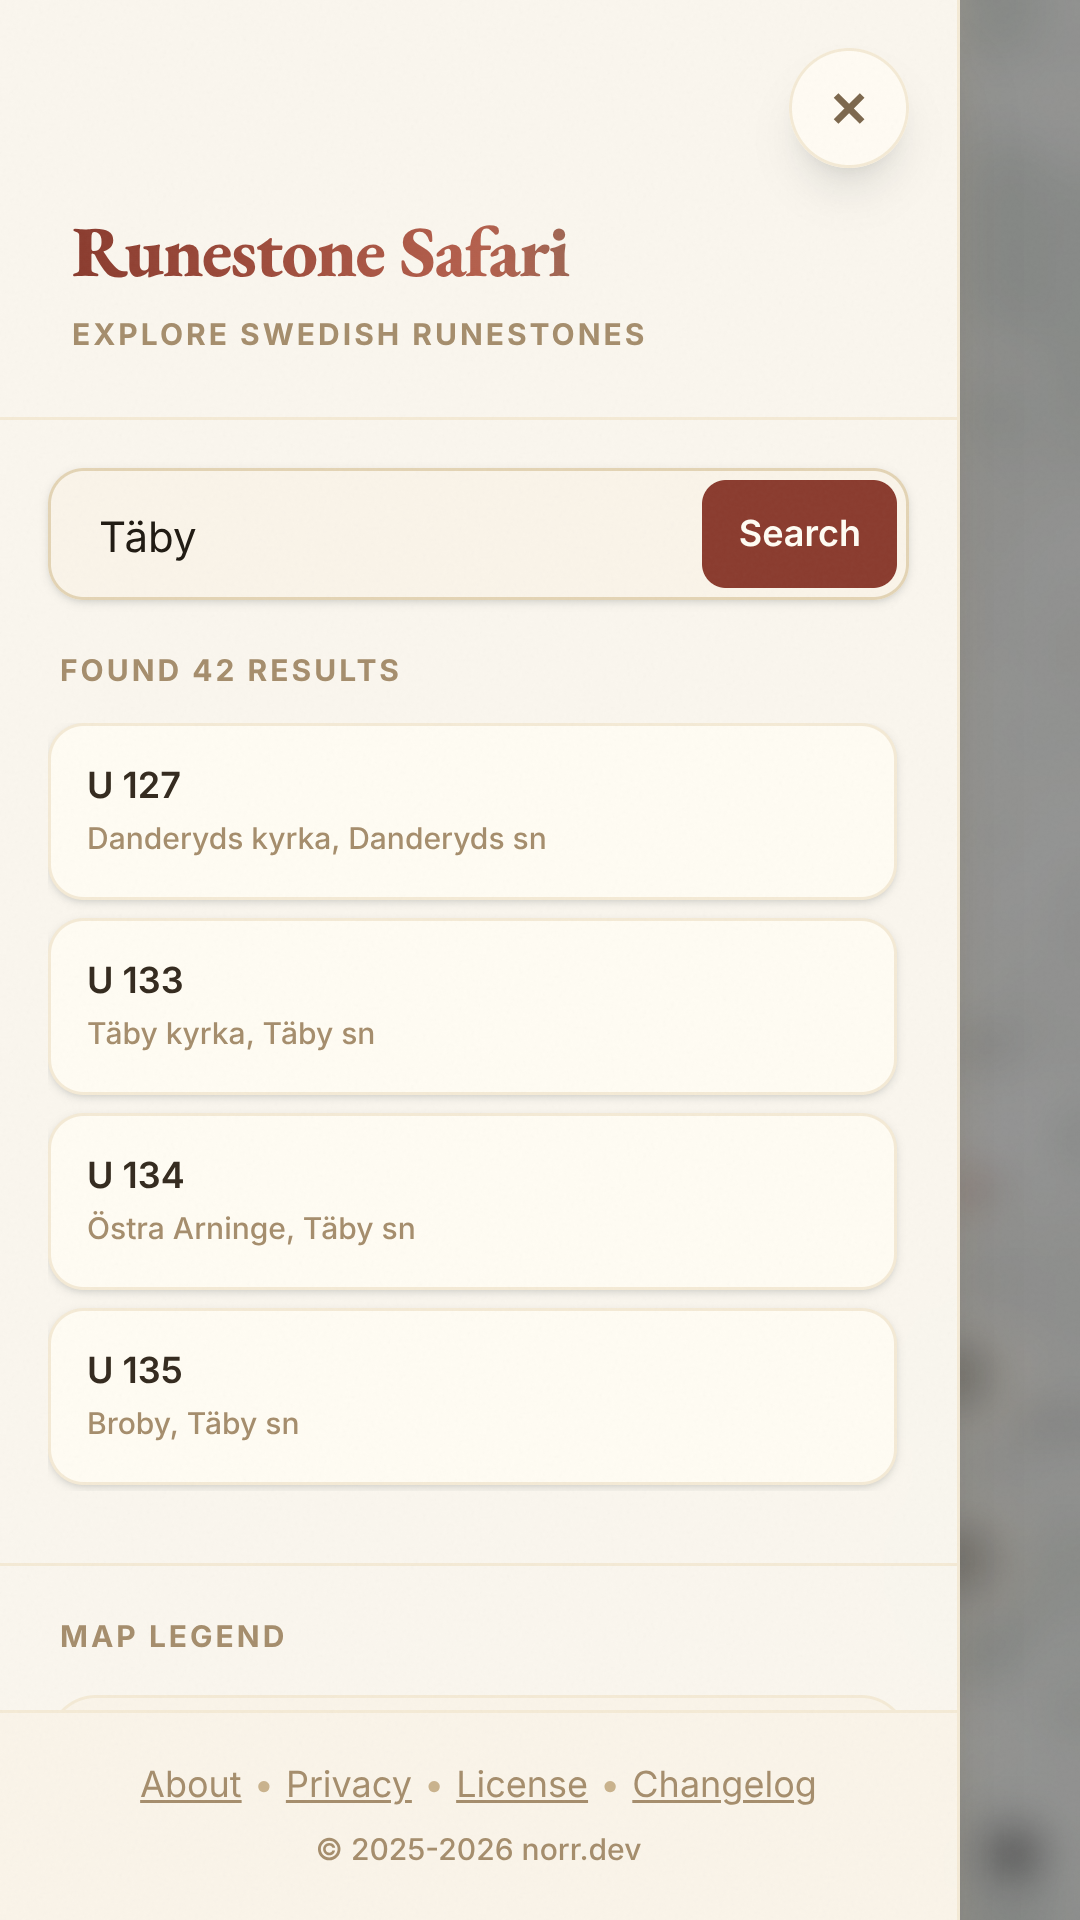 ✕
Runestone Safari
EXPLORE SWEDISH RUNESTONES
Täby
Search
FOUND 42 RESULTS
U 127
Danderyds kyrka, Danderyds sn
U 133
Täby kyrka, Täby sn
U 134
Östra Arninge, Täby sn
U 135
Broby, Täby sn
MAP LEGEND
About • Privacy • License • Changelog
© 2025-2026 norr.dev